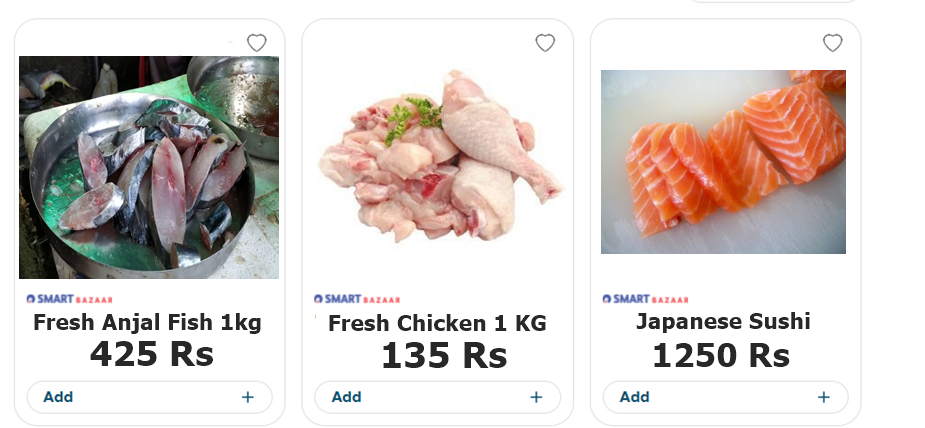 SMART BAZAAR
Fresh Anjal Fish 1kg
425 Rs
Add +
SMART BAZAAR
Fresh Chicken 1 KG
135 Rs
Add +
SMART BAZAAR
Japanese Sushi
1250 Rs
Add +